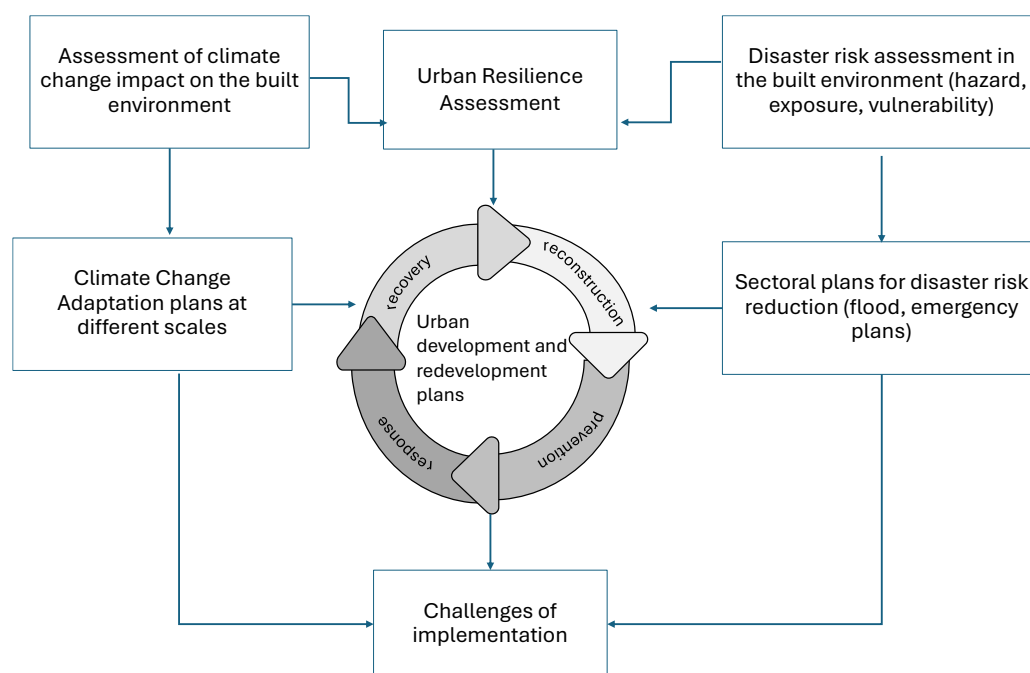 Assessment of climate
change impact on the built
environment
Urban Resilience
Assessment
Disaster risk assessment in
the built environment (hazard,
exposure, vulnerability)
Climate Change
Adaptation plans at
different scales
recovery
reconstruction
Urban
development and
redevelopment
plans
response
prevention
Sectoral plans for disaster risk
reduction (flood, emergency
plans)
Challenges of
implementation